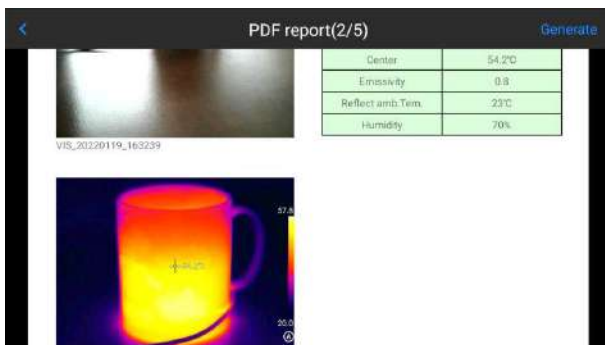 PDF report(2/5)
Generate
Center 54.2°C
Emissivity 0.8
Reflect amb.Tem. 23°C
Humidity 70%
VIS_20220119_163239
57.8
20.0
A